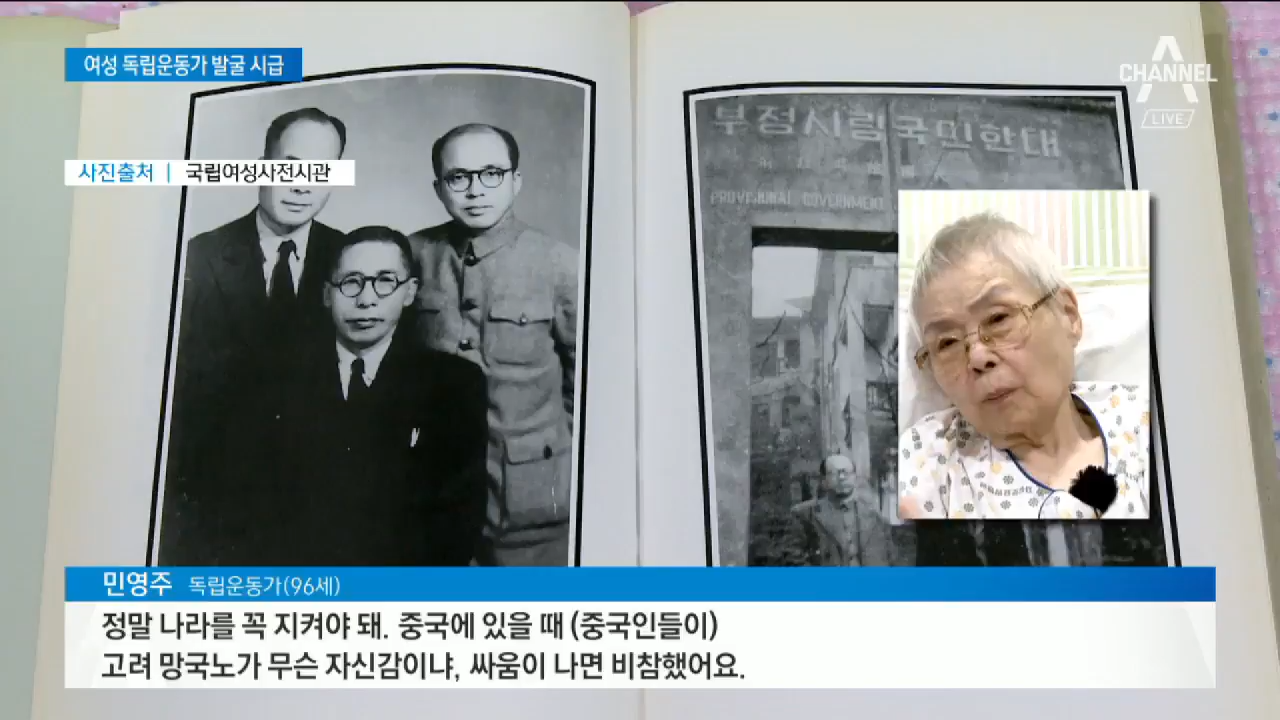 여성 독립운동가 발굴 시급
CHANNEL A
LIVE
사진출처 | 국립여성사전시관
부정시림국민한대
PROVISIONAL GOVERNMENT
민영주 독립운동가(96세)
정말 나라를 꼭 지켜야 돼. 중국에 있을 때 (중국인들이)
고려 망국노가 무슨 자신감이냐, 싸움이 나면 비참했어요.